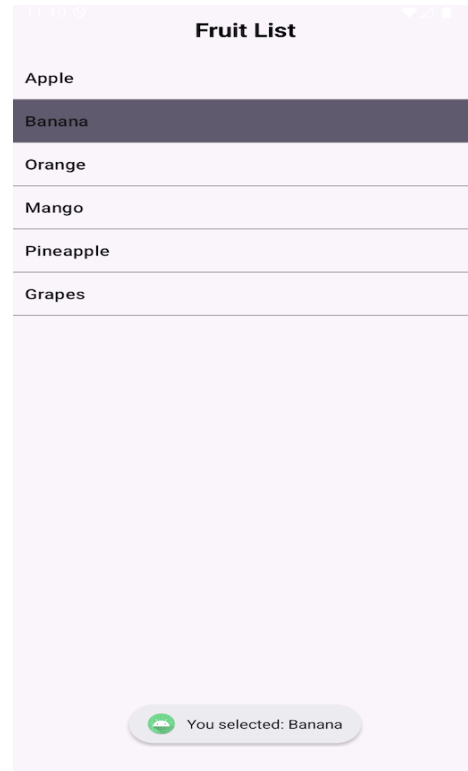 Fruit List
Apple
Banana
Orange
Mango
Pineapple
Grapes
You selected: Banana